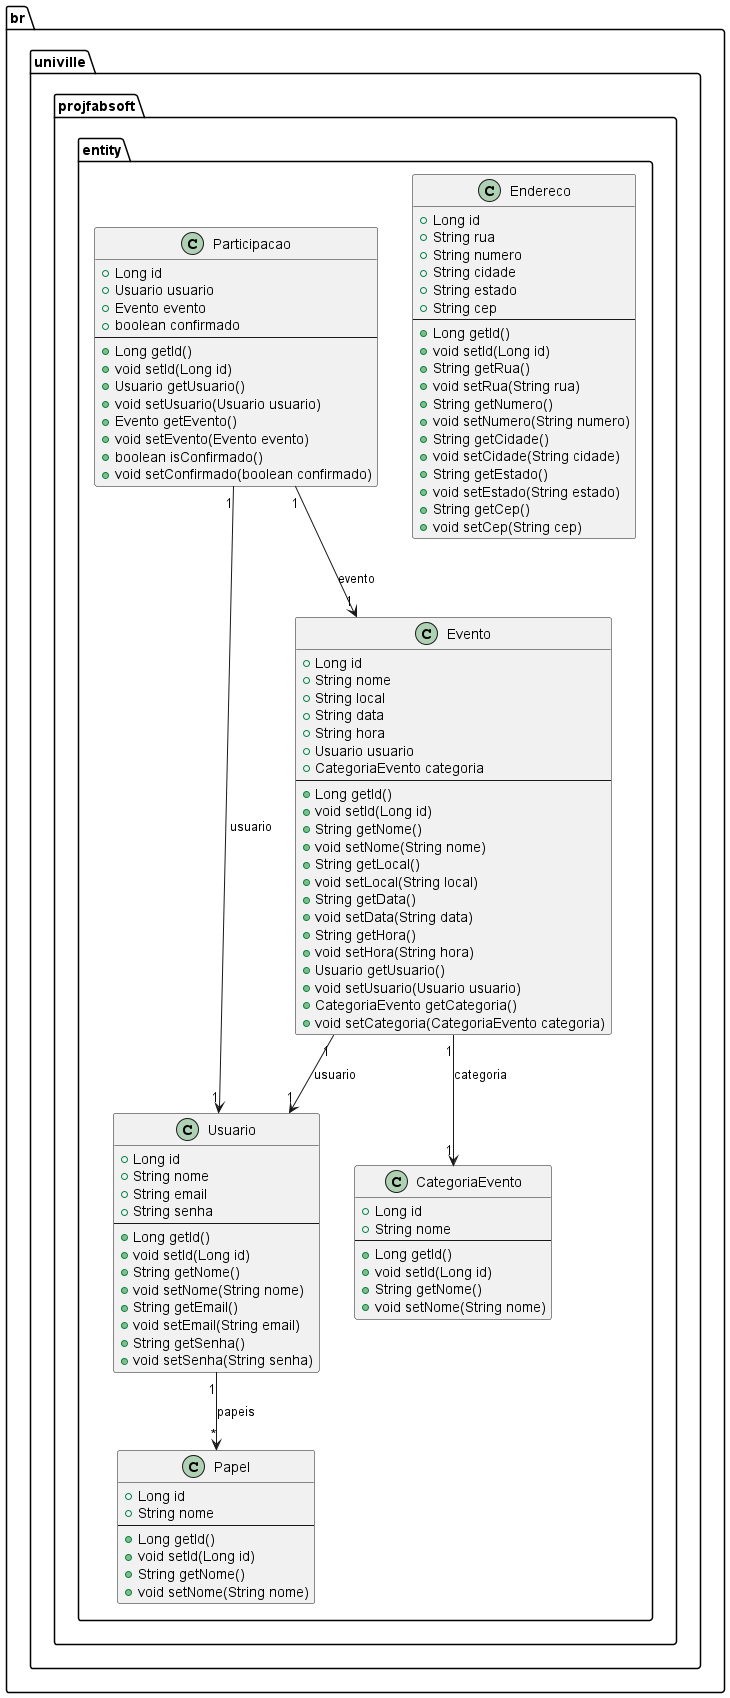 br
univille
projfabsoft
entity
C Participacao
Long id
Usuario usuario
Evento evento
boolean confirmado
Long getId()
void setId(Long id)
Usuario getUsuario()
void setUsuario(Usuario usuario)
Evento getEvento()
void setEvento(Evento evento)
boolean isConfirmado()
void setConfirmado(boolean confirmado)
C Endereco
Long id
String rua
String numero
String cidade
String estado
String cep
Long getId()
void setId(Long id)
String getRua()
void setRua(String rua)
String getNumero()
void setNumero(String numero)
String getCidade()
void setCidade(String cidade)
String getEstado()
void setEstado(String estado)
String getCep()
void setCep(String cep)
1
1
evento
1
C Evento
Long id
String nome
String local
String data
String hora
Usuario usuario
CategoriaEvento categoria
Long getId()
void setId(Long id)
String getNome()
void setNome(String nome)
String getLocal()
void setLocal(String local)
String getData()
void setData(String data)
String getHora()
void setHora(String hora)
Usuario getUsuario()
void setUsuario(Usuario usuario)
CategoriaEvento getCategoria()
void setCategoria(CategoriaEvento categoria)
usuario
1
1
usuario
1
1
categoria
1
C Usuario
Long id
String nome
String email
String senha
Long getId()
void setId(Long id)
String getNome()
void setNome(String nome)
String getEmail()
void setEmail(String email)
String getSenha()
void setSenha(String senha)
C CategoriaEvento
Long id
String nome
Long getId()
void setId(Long id)
String getNome()
void setNome(String nome)
1
papeis
*
C Papel
Long id
String nome
Long getId()
void setId(Long id)
String getNome()
void setNome(String nome)